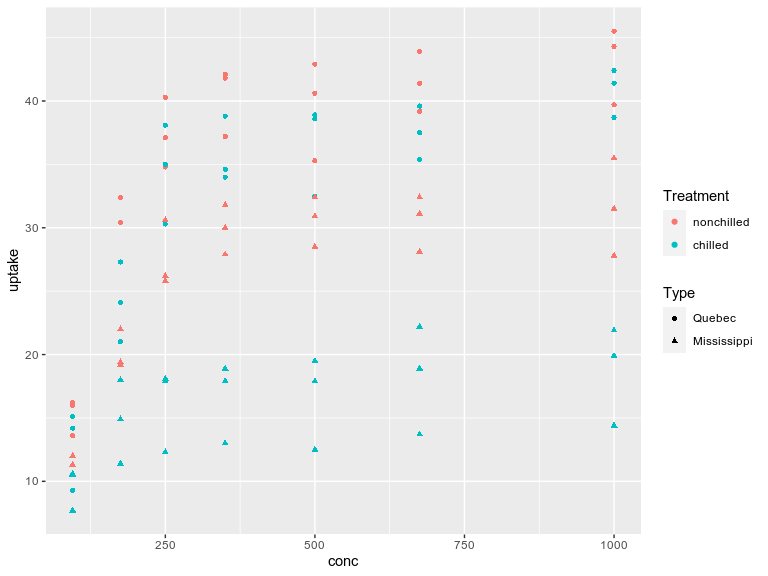 40
30
20
10
uptake
250
500
750
1000
conc
Treatment
nonchilled
chilled
Type
Quebec
Mississippi